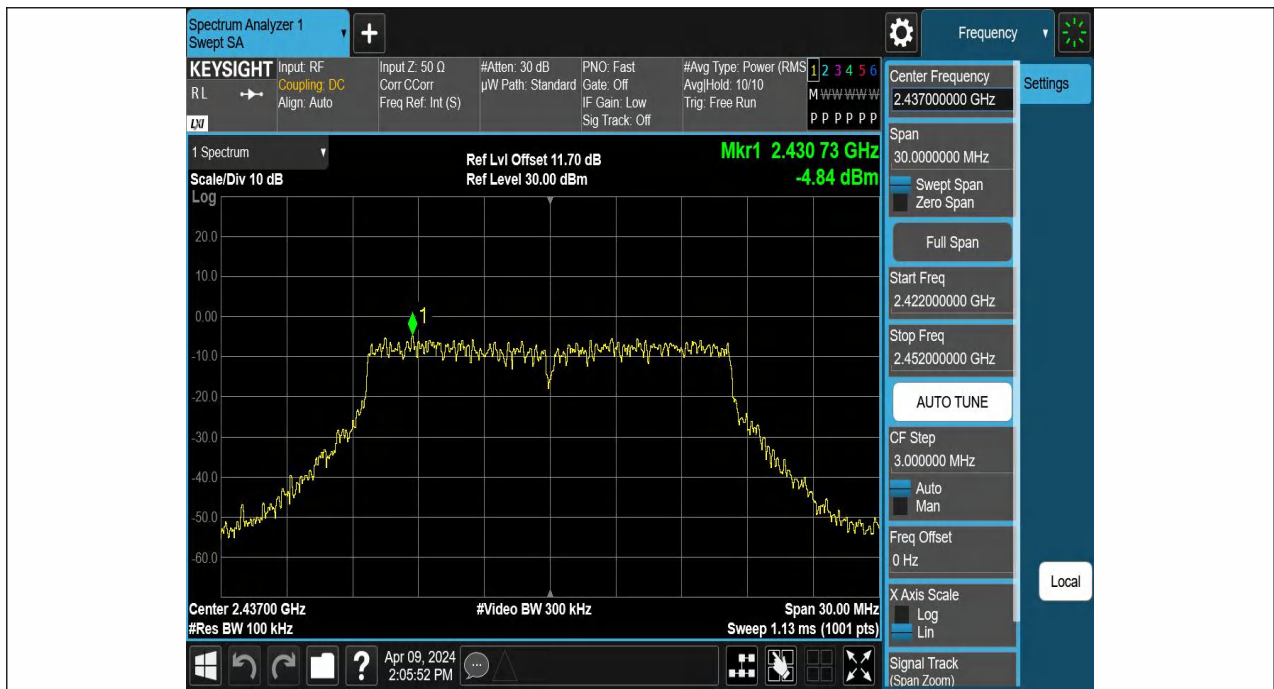 Spectrum Analyzer 1
Swept SA
+
Frequency
KEYSIGHT
RL
LXI
Input: RF
Coupling: DC
Align: Auto
Input Z: 50 Ω
Corr CCorr
Freq Ref: Int (S)
#Atten: 30 dB
µW Path: Standard
PNO: Fast
Gate: Off
IF Gain: Low
Sig Track: Off
#Avg Type: Power (RMS
Avg|Hold: 10/10
Trig: Free Run
1 2 3 4 5 6
M W W W W W
P P P P P P
1 Spectrum
Scale/Div 10 dB
Ref Lvl Offset 11.70 dB
Ref Level 30.00 dBm
Mkr1 2.430 73 GHz
-4.84 dBm
Log
20.0
10.0
0.00
-10.0
-20.0
-30.0
-40.0
-50.0
-60.0
1
Center 2.43700 GHz
#Res BW 100 kHz
#Video BW 300 kHz
Span 30.00 MHz
Sweep 1.13 ms (1001 pts)
Center Frequency
2.437000000 GHz
Span
30.0000000 MHz
Swept Span
Zero Span
Full Span
Start Freq
2.422000000 GHz
Stop Freq
2.452000000 GHz
AUTO TUNE
CF Step
3.000000 MHz
Auto
Man
Freq Offset
0 Hz
X Axis Scale
Log
Lin
Signal Track
(Span Zoom)
Settings
Local
?
Apr 09, 2024
2:05:52 PM